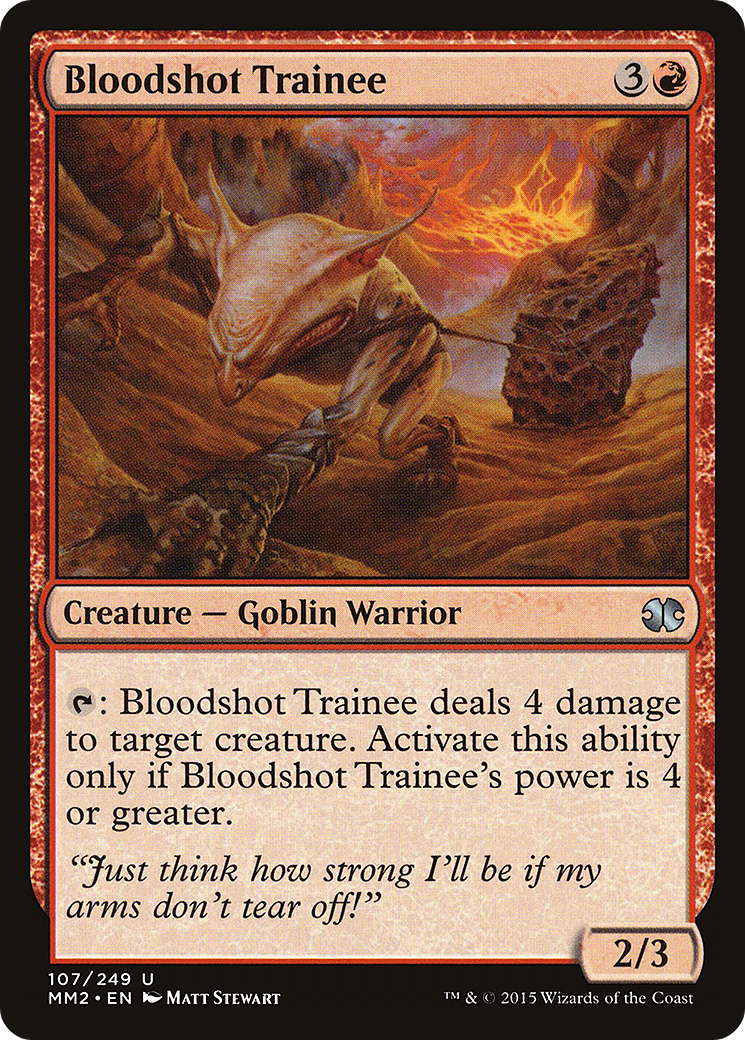 Bloodshot Trainee 3
Creature — Goblin Warrior
: Bloodshot Trainee deals 4 damage
to target creature. Activate this ability
only if Bloodshot Trainee's power is 4
or greater.
“Just think how strong I'll be if my
arms don't tear off!”
2/3
107/249 U
MM2 • EN Matt Stewart
™ & © 2015 Wizards of the Coast